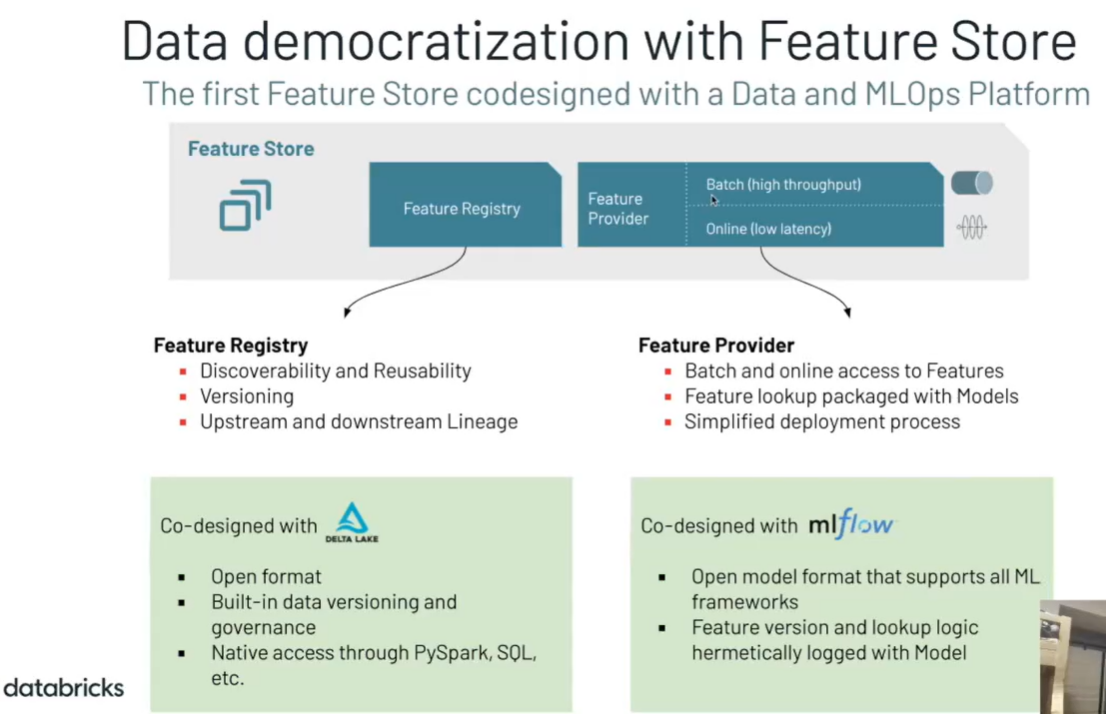 Data democratization with Feature Store
The first Feature Store codesigned with a Data and MLOps Platform
Feature Store
Feature Registry
Feature
Provider
Batch (high throughput)
Online (low latency)
Feature Registry
Discoverability and Reusability
Versioning
Upstream and downstream Lineage
Feature Provider
Batch and online access to Features
Feature lookup packaged with Models
Simplified deployment process
Co-designed with DELTA LAKE
Open format
Built-in data versioning and
governance
Native access through PySpark, SQL,
etc.
Co-designed with mlflow
Open model format that supports all ML
frameworks
Feature version and lookup logic
hermetically logged with Model
databricks